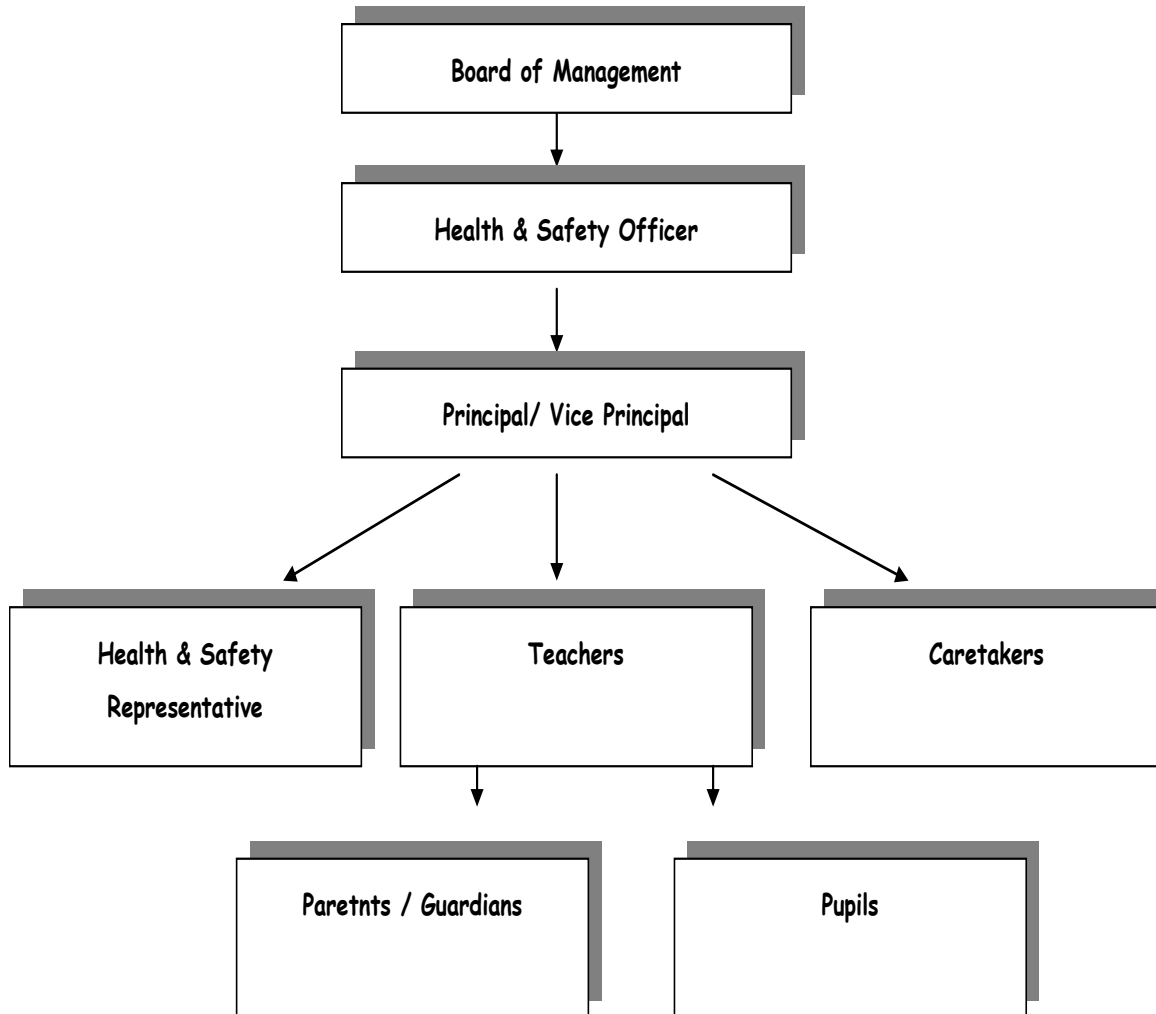 Board of Management
Health & Safety Officer
Principal/ Vice Principal
Health & Safety
Representative
Teachers
Caretakers
Paretnts / Guardians
Pupils